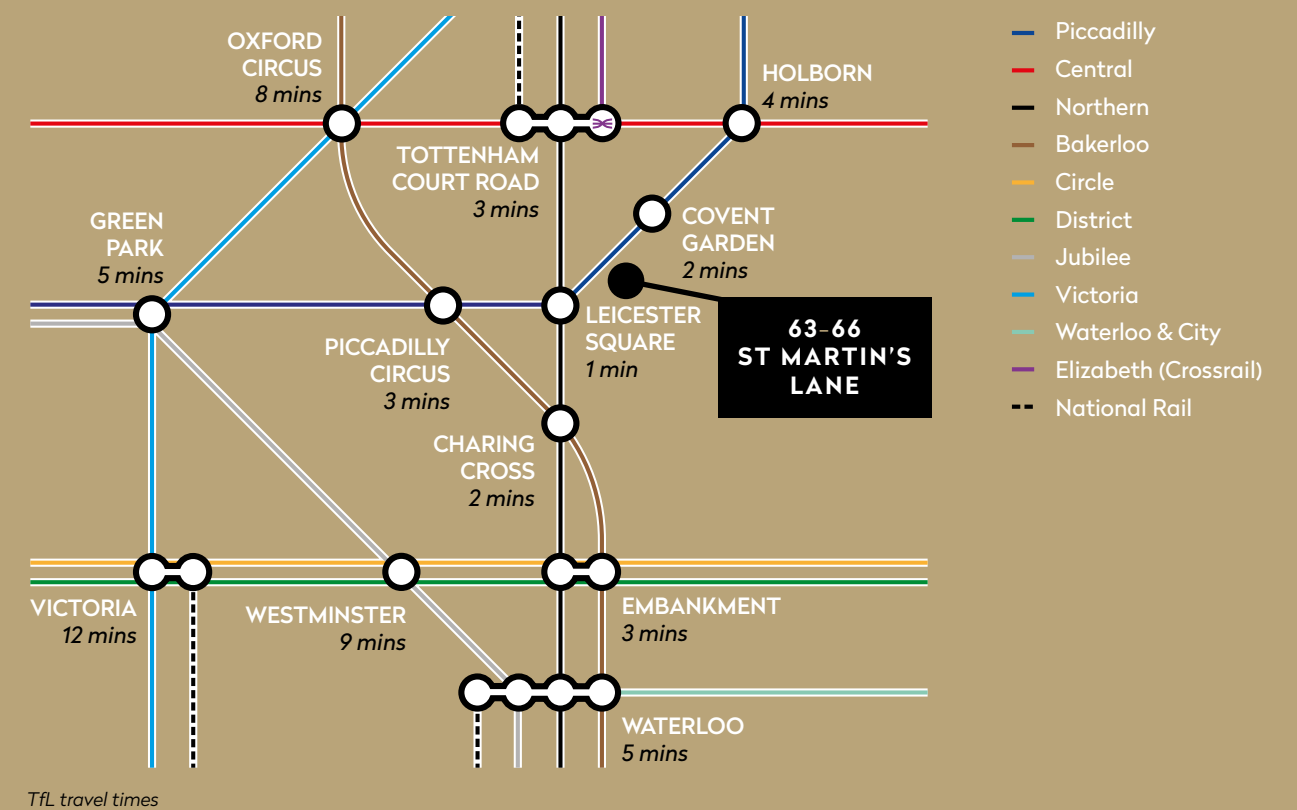 OXFORD
CIRCUS
8 mins
HOLBORN
4 mins
TOTTENHAM
COURT ROAD
3 mins
GREEN
PARK
5 mins
COVENT
GARDEN
2 mins
LEICESTER
SQUARE
1 min
63–66
ST MARTIN’S
LANE
PICCADILLY
CIRCUS
3 mins
CHARING
CROSS
2 mins
VICTORIA
12 mins
WESTMINSTER
9 mins
EMBANKMENT
3 mins
WATERLOO
5 mins
TfL travel times
Piccadilly
Central
Northern
Bakerloo
Circle
District
Jubilee
Victoria
Waterloo & City
Elizabeth (Crossrail)
National Rail